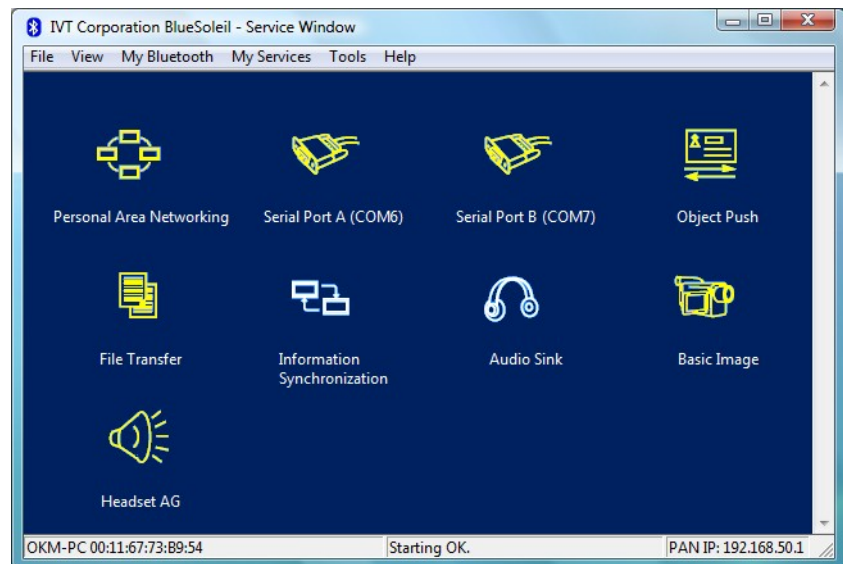 IVT Corporation BlueSoleil - Service Window
File View My Bluetooth My Services Tools Help
Personal Area Networking Serial Port A (COM6) Serial Port B (COM7) Object Push
File Transfer Information Audio Sink Basic Image
Synchronization
Headset AG
OKM-PC 00:11:67:73:B9:54 Starting OK. PAN IP: 192.168.50.1